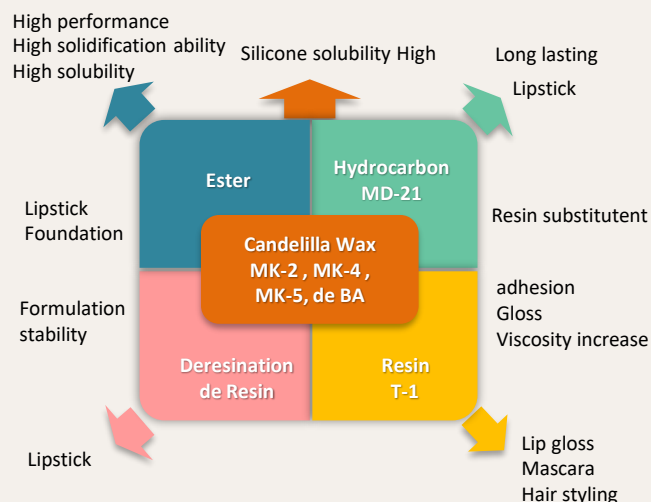 High performance
High solidification ability
High solubility
Silicone solubility High
Long lasting
Lipstick
Ester
Hydrocarbon
MD-21
Lipstick
Foundation
Resin substitutent
Candelilla Wax
MK-2 , MK-4 ,
MK-5, de BA
Formulation
stability
adhesion
Gloss
Viscosity increase
Deresination
de Resin
Resin
T-1
Lipstick
Lip gloss
Mascara
Hair styling